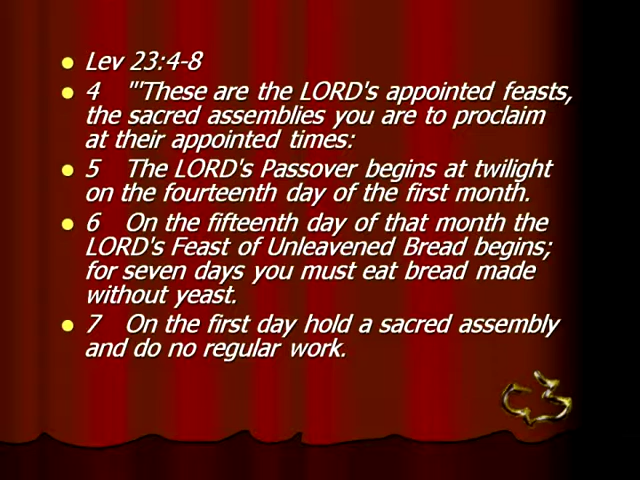 Lev 23:4-8
4 "'These are the LORD's appointed feasts,
the sacred assemblies you are to proclaim
at their appointed times:
5 The LORD's Passover begins at twilight
on the fourteenth day of the first month.
6 On the fifteenth day of that month the
LORD's Feast of Unleavened Bread begins;
for seven days you must eat bread made
without yeast.
7 On the first day hold a sacred assembly
and do no regular work.